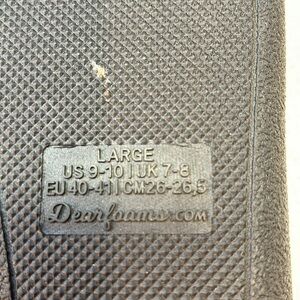 LARGE
US 9-10 | UK 7-8
EU 40-41 | CM26-26,5
Dearfoams.com